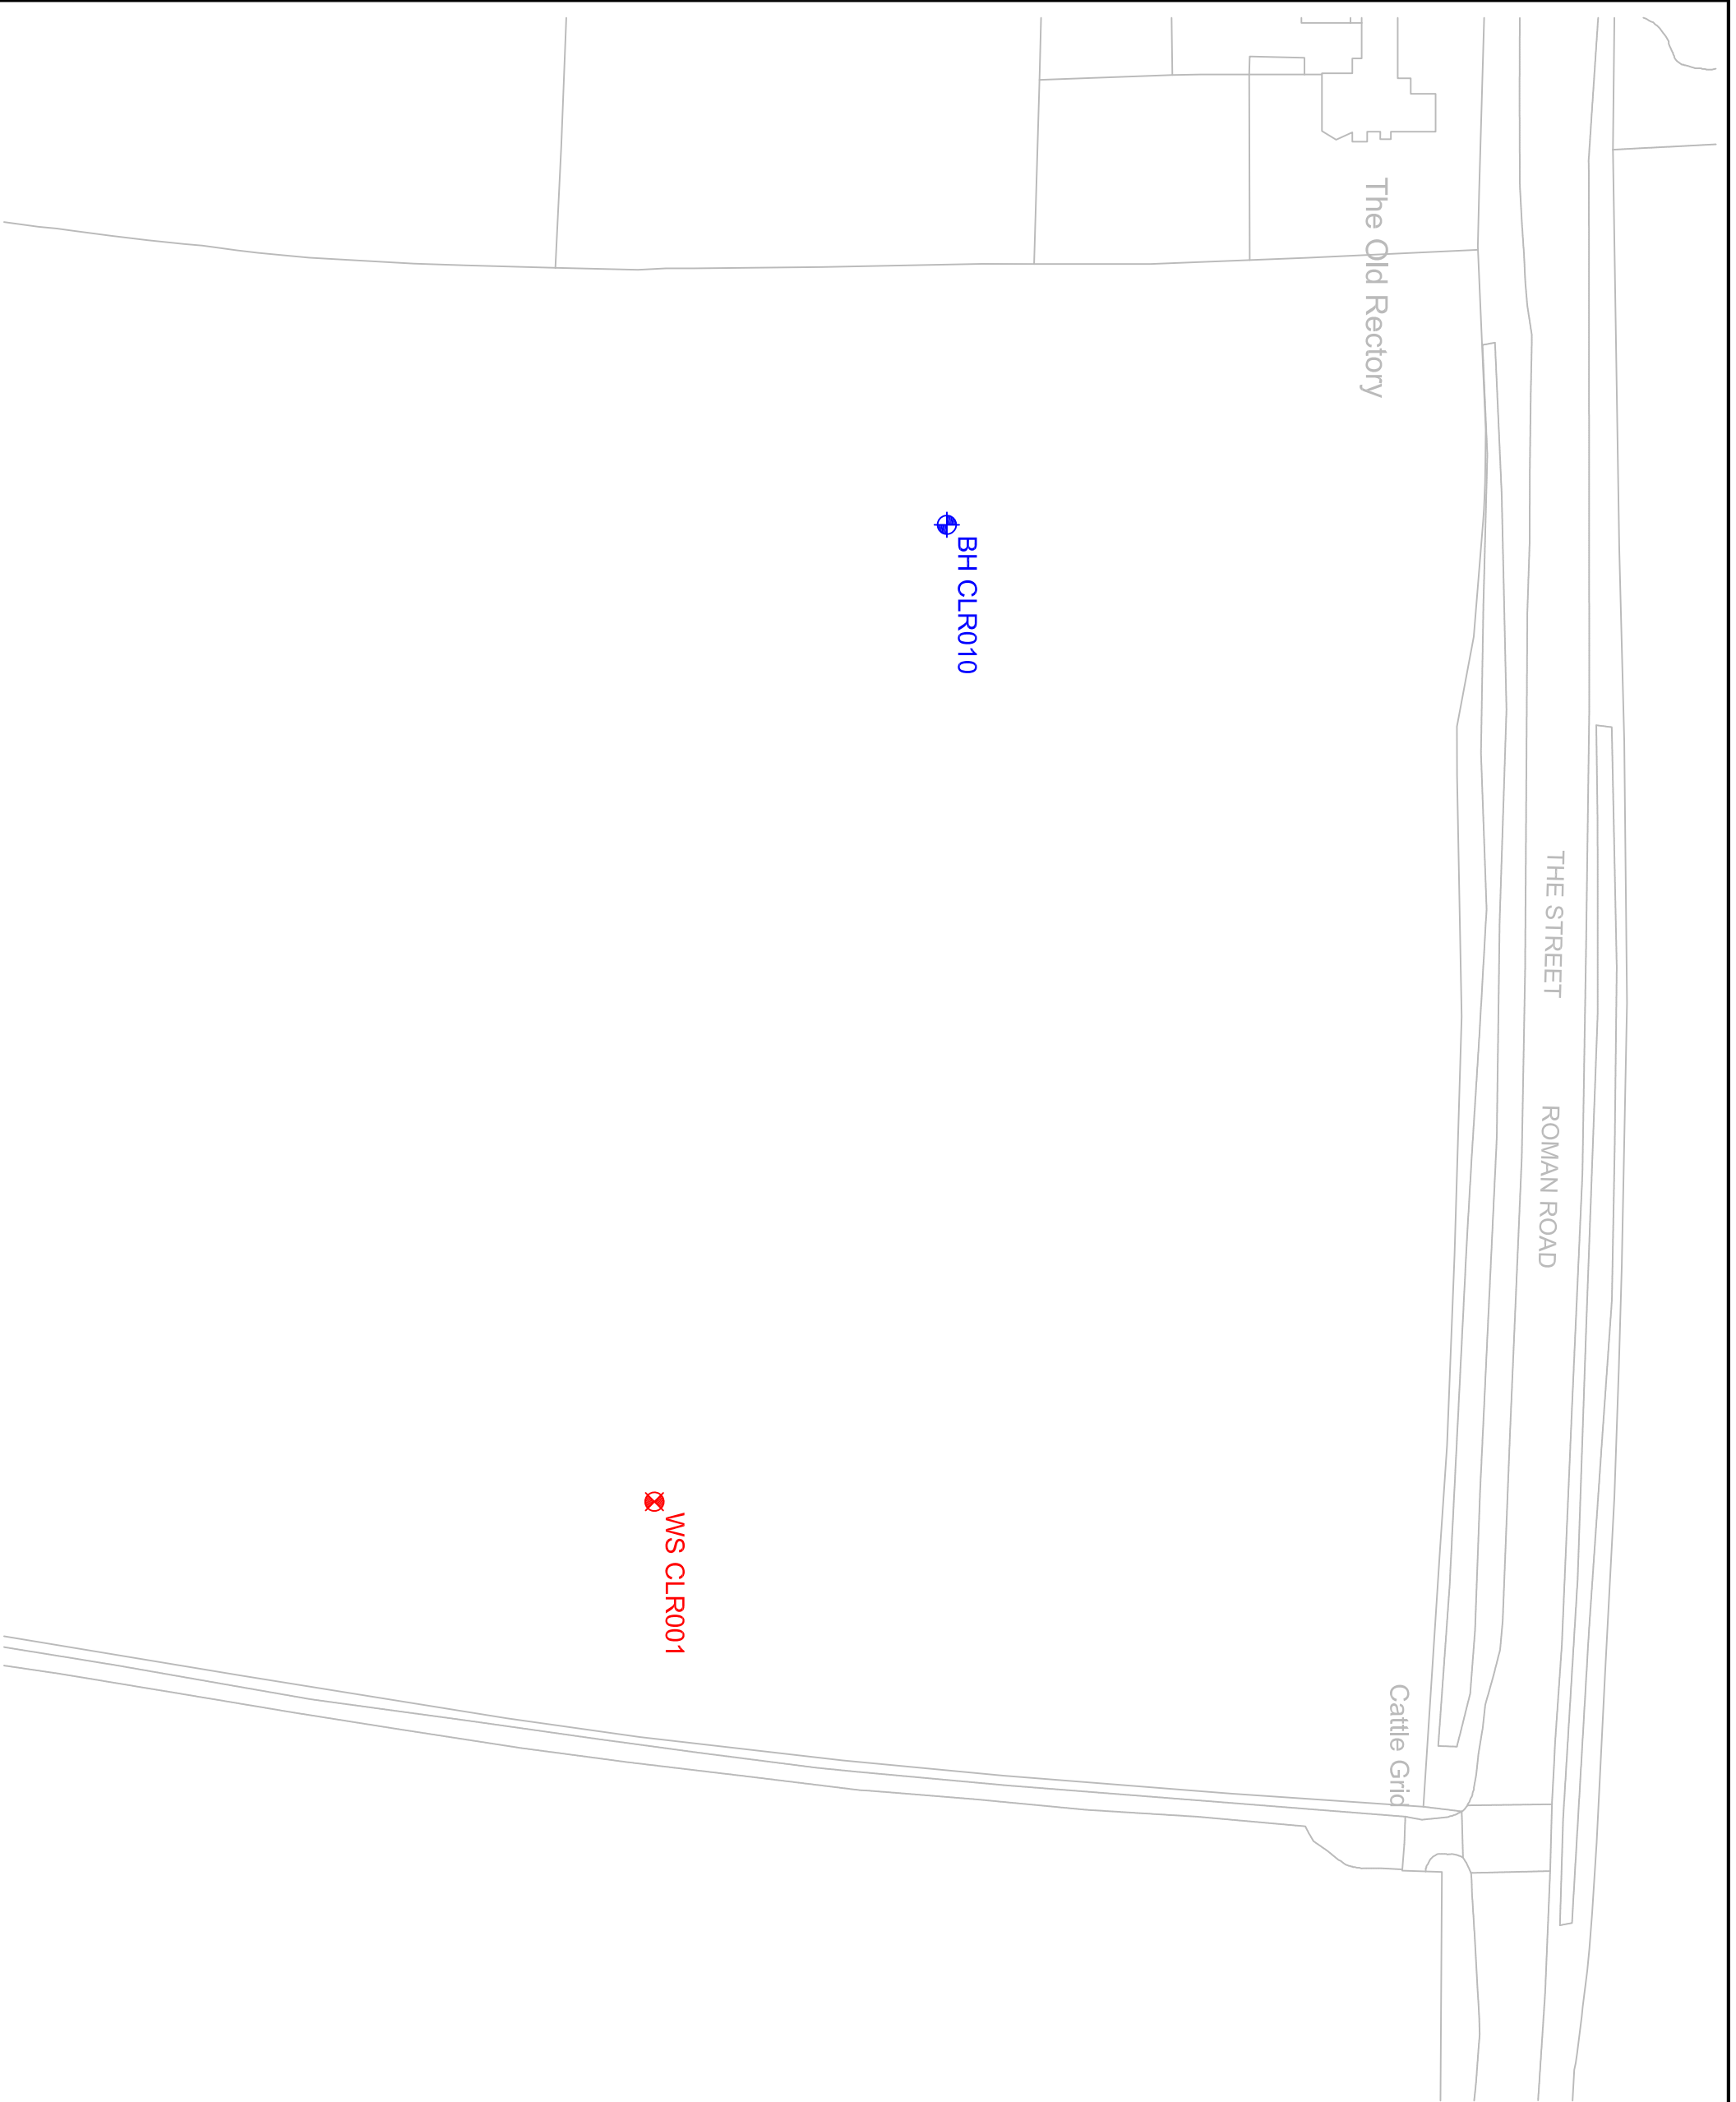 THE STREET
ROMAN ROAD
Cattle Grid
The Old Rectory
BH CLR010
WS CLR001